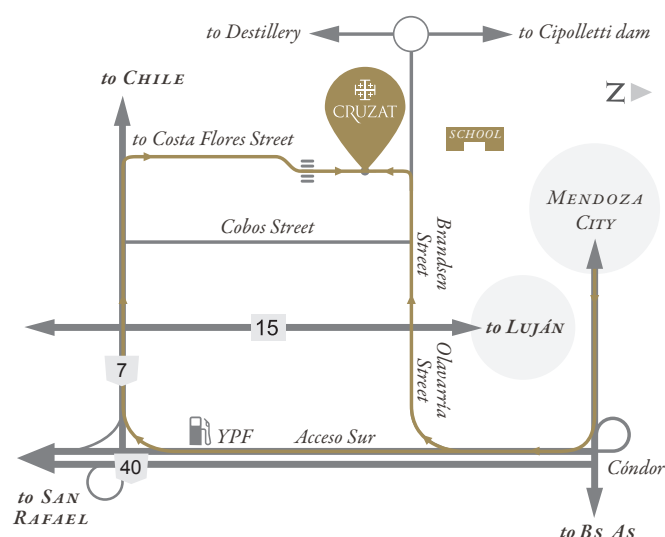 to Destillery
to Cipolletti dam
to CHILE
CRUZAT
SCHOOL
Z
to Costa Flores Street
MENDOZA
CITY
Cobos Street
Brandsen
Street
15
to LUJÁN
7
Olavarría
Street
YPF
Acceso Sur
40
Cóndor
to SAN
RAFAEL
to BS AS